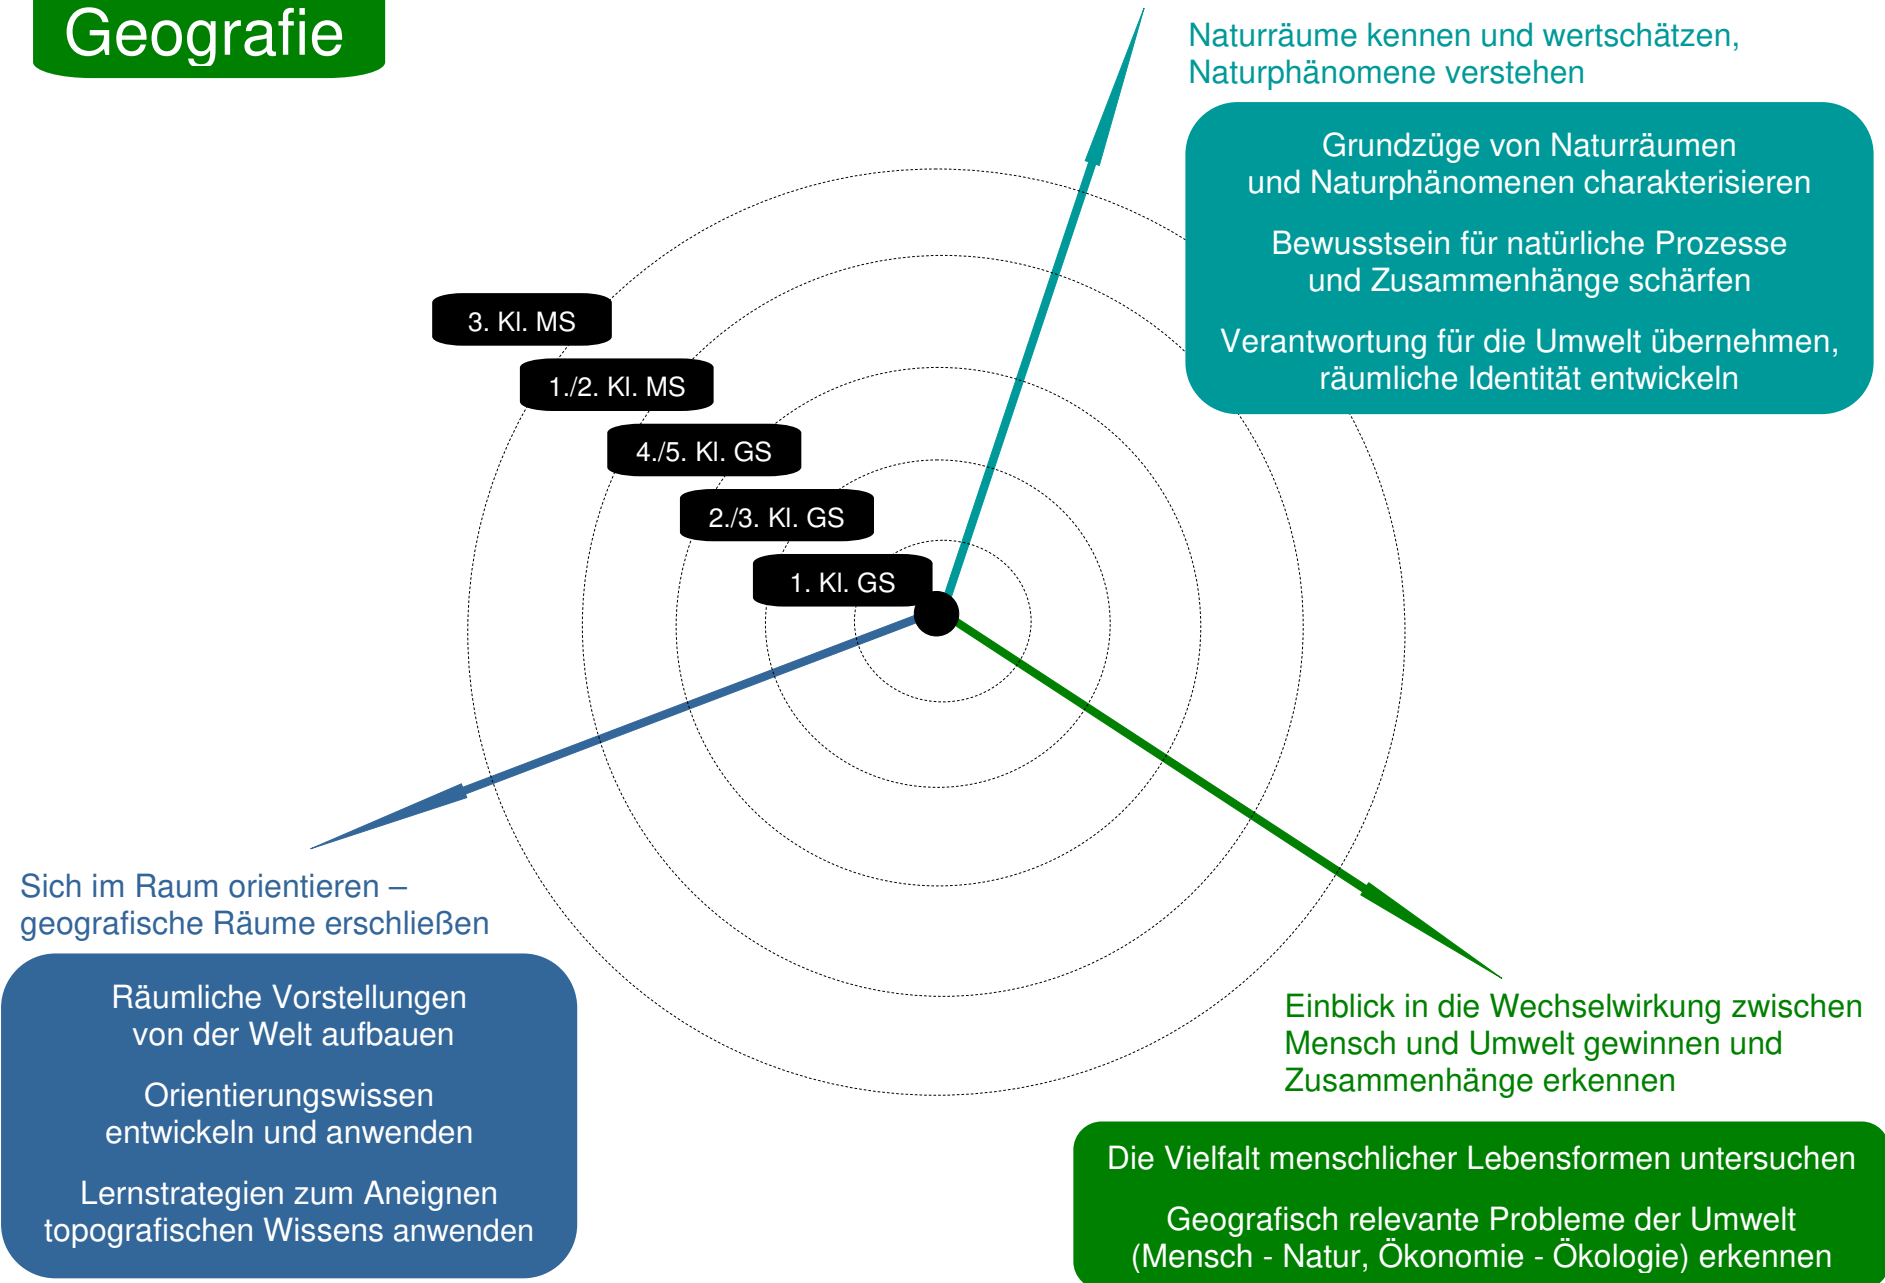 Geografie
Naturräume kennen und wertschätzen,
Naturphänomene verstehen
Grundzüge von Naturräumen
und Naturphänomenen charakterisieren
Bewusstsein für natürliche Prozesse
und Zusammenhänge schärfen
Verantwortung für die Umwelt übernehmen,
räumliche Identität entwickeln
3. Kl. MS
1./2. Kl. MS
4./5. Kl. GS
2./3. Kl. GS
1. Kl. GS
Sich im Raum orientieren –
geografische Räume erschließen
Räumliche Vorstellungen
von der Welt aufbauen
Orientierungswissen
entwickeln und anwenden
Lernstrategien zum Aneignen
topografischen Wissens anwenden
Einblick in die Wechselwirkung zwischen
Mensch und Umwelt gewinnen und
Zusammenhänge erkennen
Die Vielfalt menschlicher Lebensformen untersuchen
Geografisch relevante Probleme der Umwelt
(Mensch - Natur, Ökonomie - Ökologie) erkennen